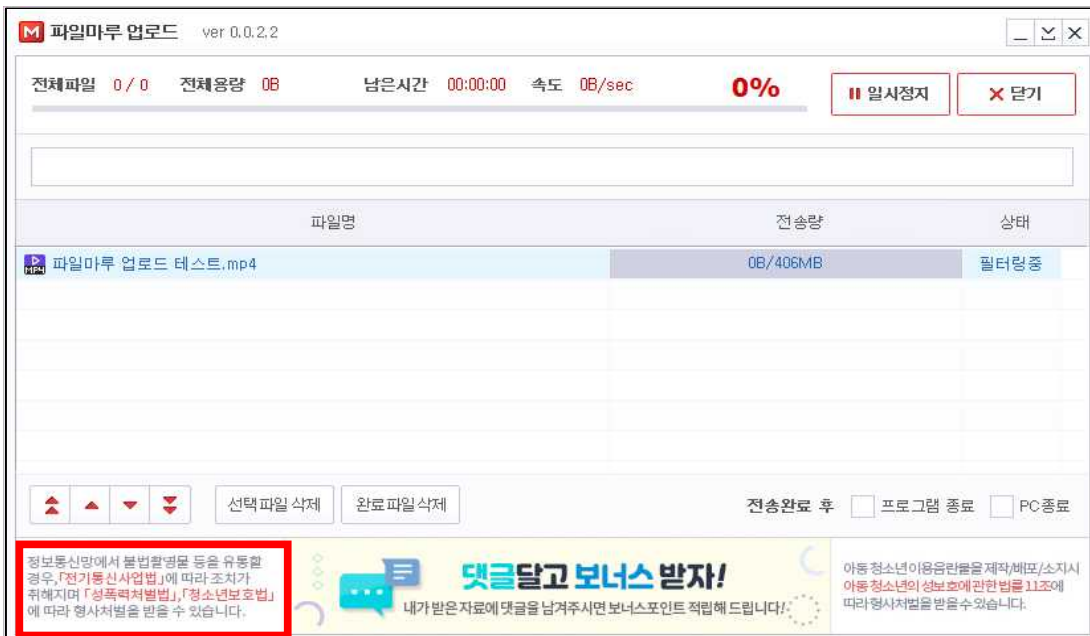 M 파일마루 업로드 ver 0.0.2.2
전체파일 0 / 0 전체용량 0B 남은시간 00:00:00 속도 0B/sec 0% 일시정지 닫기
파일명 전송량 상태
MP4 파일마루 업로드 테스트.mp4 0B/406MB 필터링중
선택파일삭제 완료파일삭제 전송완료 후 프로그램 종료 PC종료
정보통신망에서 불법촬영물 등을 유통할
경우,「전기통신사업법」에 따라 조치가
취해지며 「성폭력처벌법」,「청소년보호법」
에 따라 형사처벌을 받을 수 있습니다.
댓글달고 보너스 받자!
내가 받은 자료에 댓글을 남겨주시면 보너스포인트 적립해 드립니다!
아동 청소년이용음란물을 제작/배포/소지시
아동 청소년의 성보호에 관한 법률 11조에
따라 형사처벌을 받을 수 있습니다.